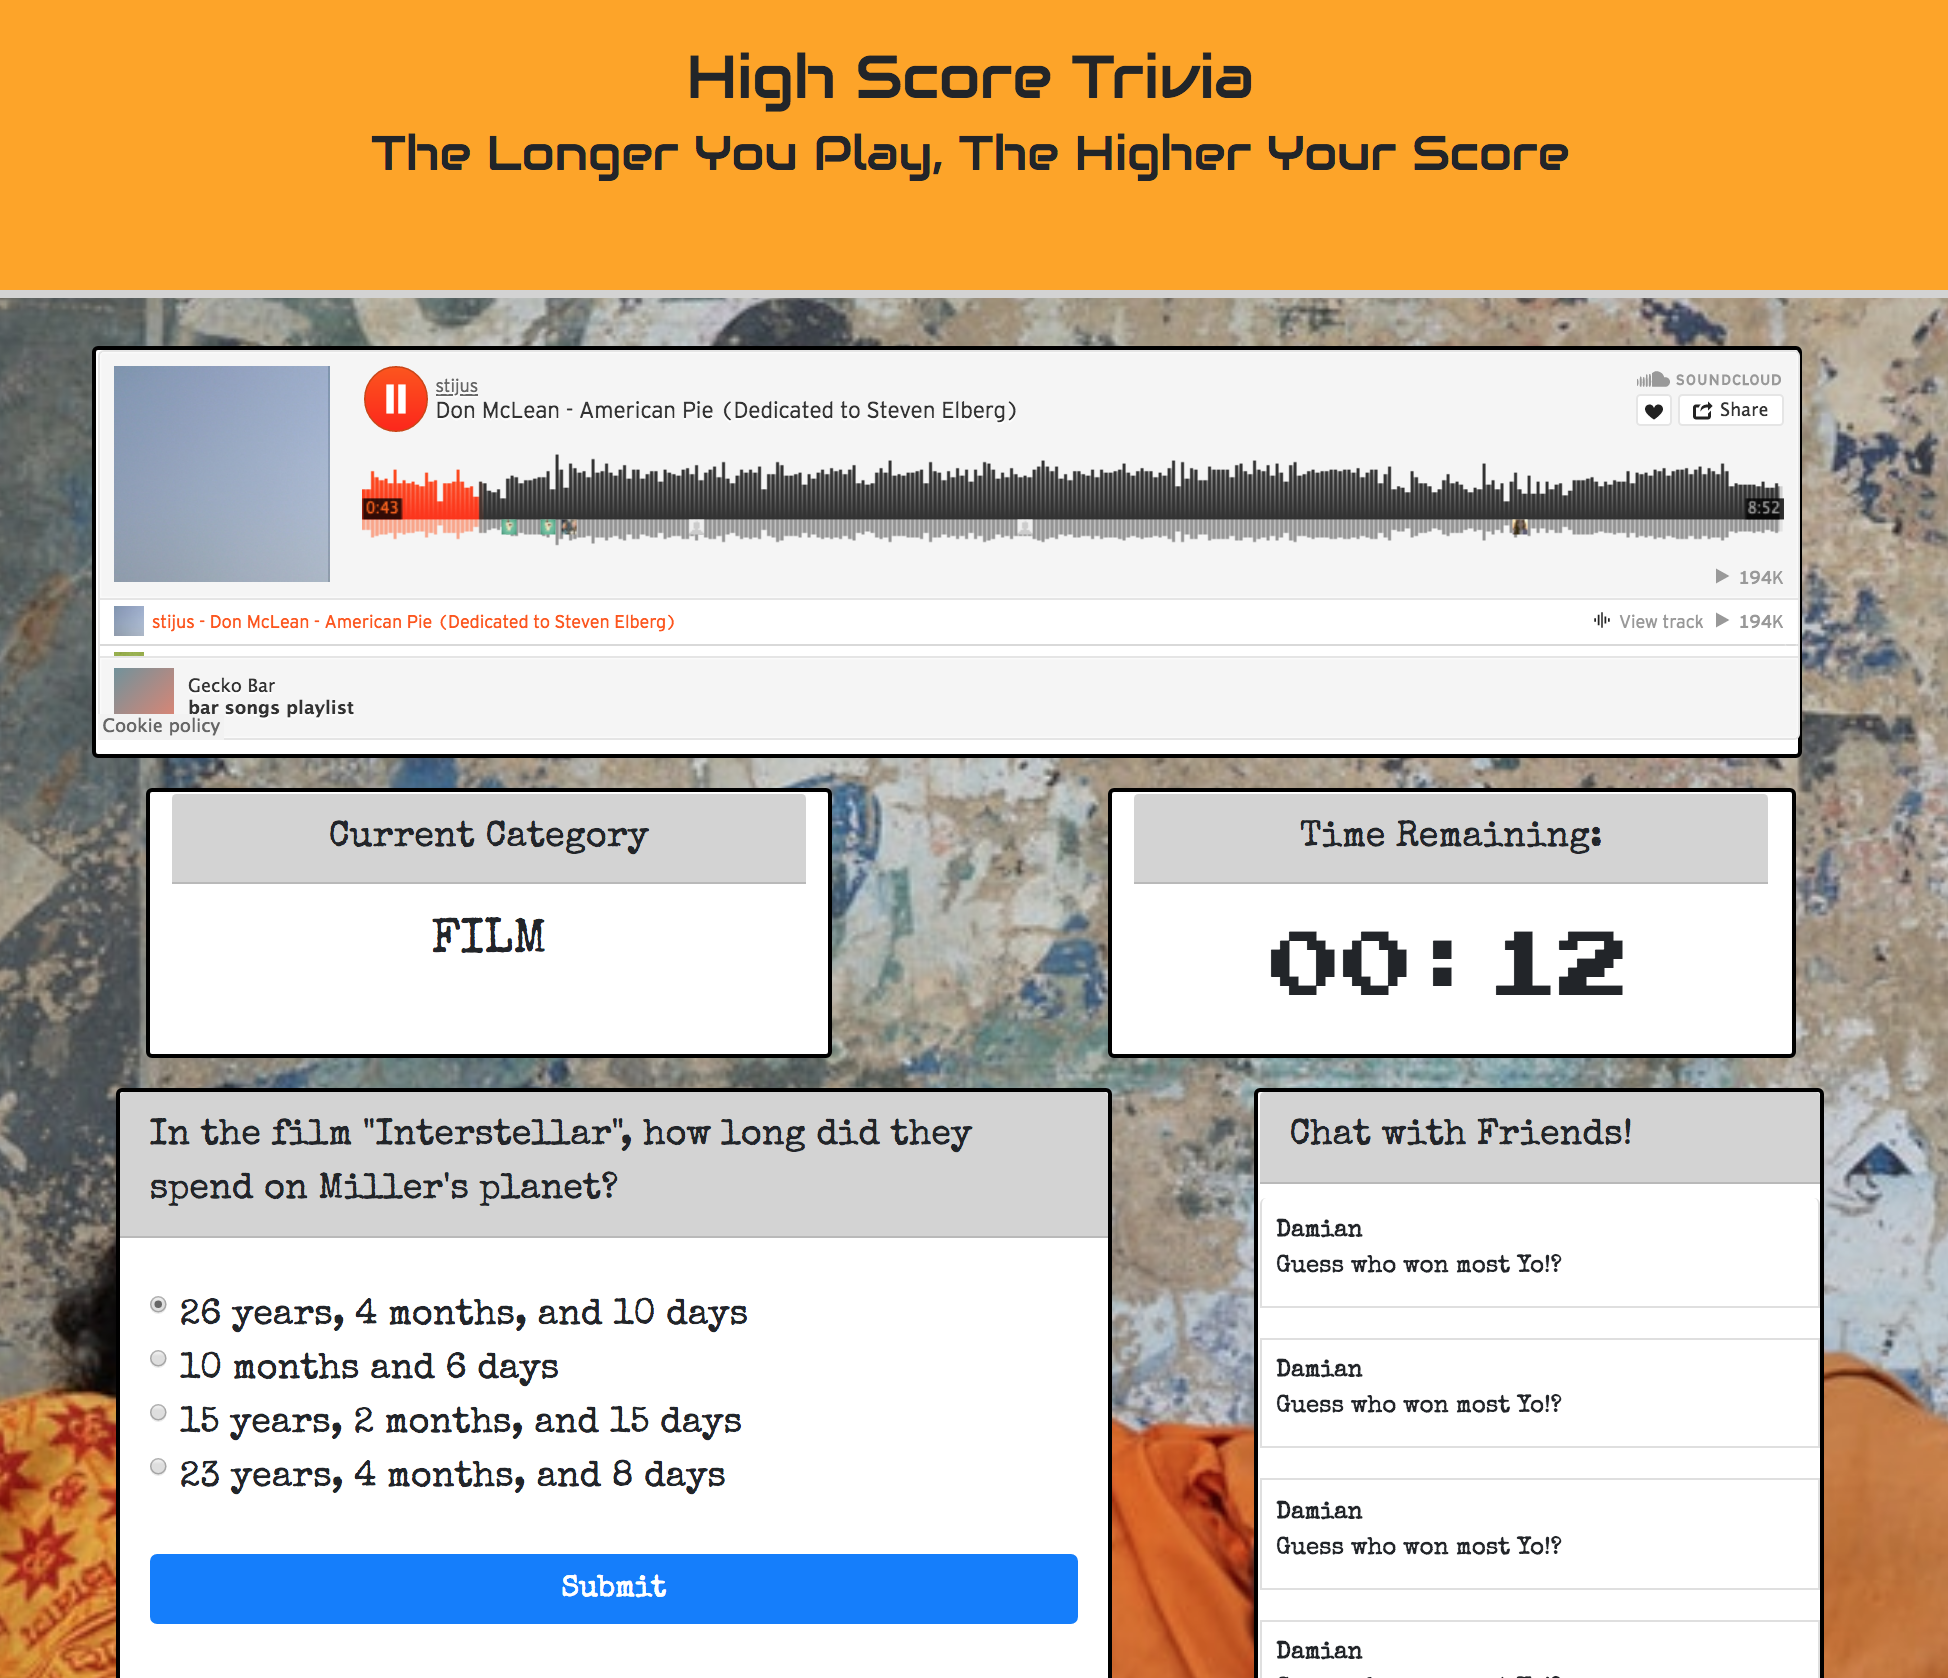 High Score Trivia
The Longer You Play, The Higher Your Score
stijus
Don McLean - American Pie (Dedicated to Steven Elberg)
SOUNDCLOUD
Share
0:43
8:52
194K
stijus - Don McLean - American Pie (Dedicated to Steven Elberg)
View track
194K
Gecko Bar
bar songs playlist
Cookie policy
Current Category
FILM
Time Remaining:
00:12
In the film "Interstellar", how long did they
spend on Miller's planet?
26 years, 4 months, and 10 days
10 months and 6 days
15 years, 2 months, and 15 days
23 years, 4 months, and 8 days
Submit
Chat with Friends!
Damian
Guess who won most Yo!?
Damian
Guess who won most Yo!?
Damian
Guess who won most Yo!?
Damian